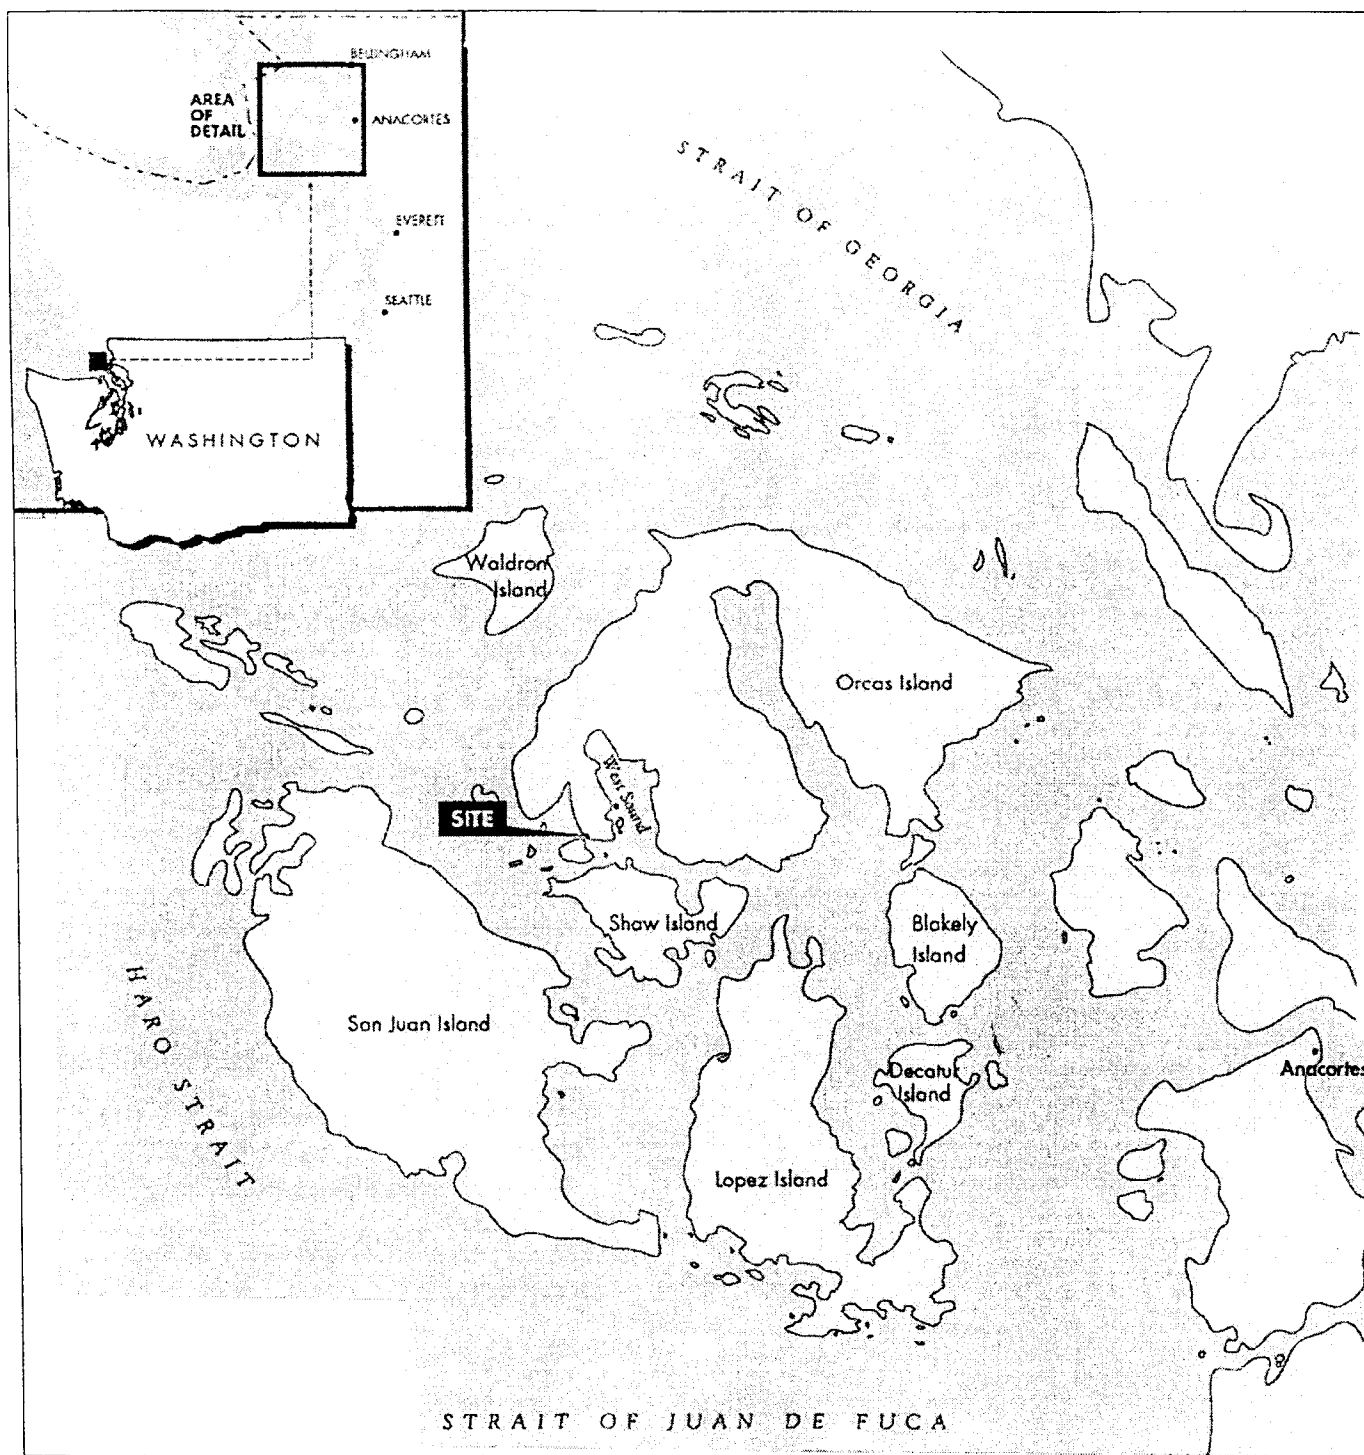 BELLINGHAM
AREA
OF
DETAIL
ANACORTES
EVERETT
SEATTLE
WASHINGTON
STRAIT OF GEORGIA
Waldron
Island
Orcas Island
West Sound
SITE
Shaw Island
Blakely
Island
HARO STRAIT
San Juan Island
Decatur
Island
Anacortes
Lopez Island
STRAIT OF JUAN DE FUCA